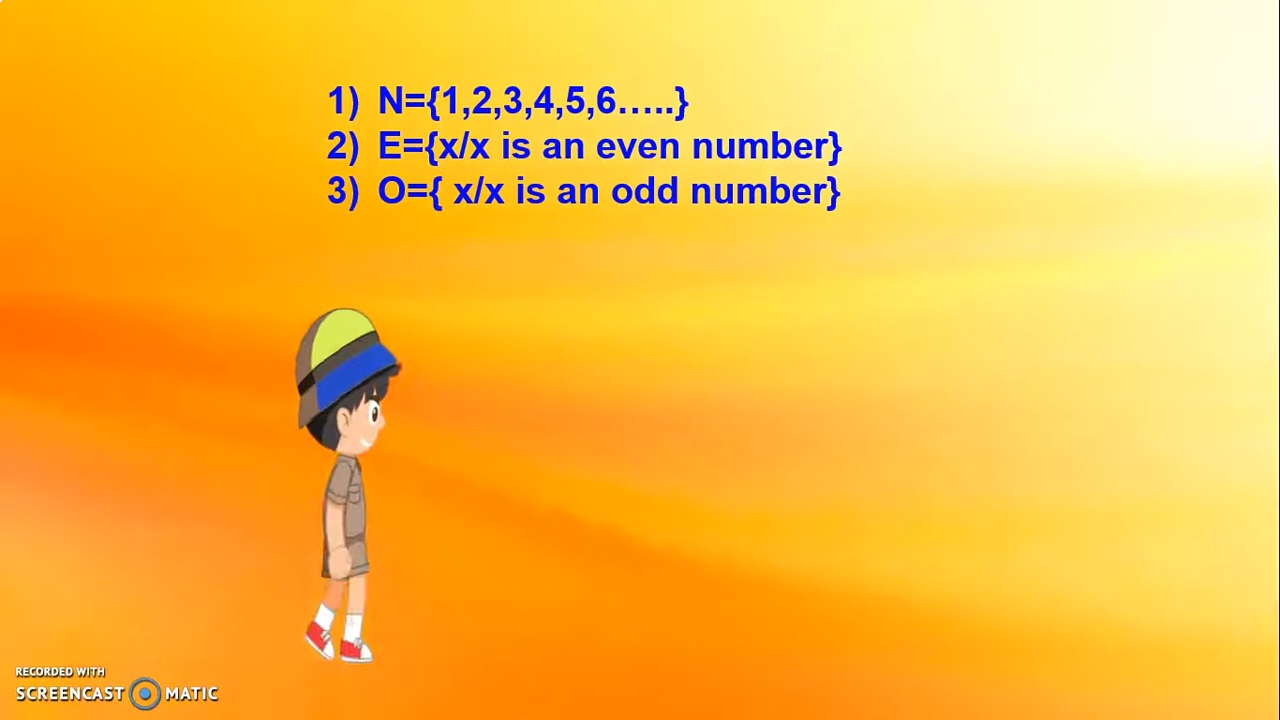 1) N={1,2,3,4,5,6…..}
2) E={x/x is an even number}
3) O={ x/x is an odd number}
RECORDED WITH
SCREENCAST MATIC